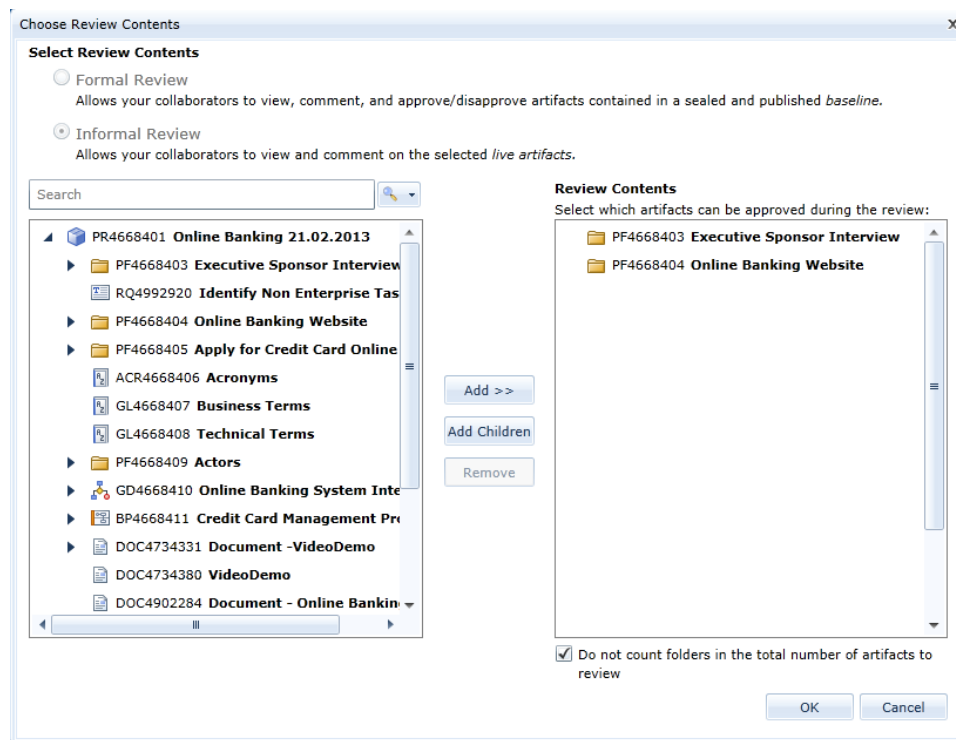 Choose Review Contents
x
Select Review Contents
Formal Review
Allows your collaborators to view, comment, and approve/disapprove artifacts contained in a sealed and published baseline.
Informal Review
Allows your collaborators to view and comment on the selected live artifacts.
Search
PR4668401 Online Banking 21.02.2013
PF4668403 Executive Sponsor Interview
RQ4992920 Identify Non Enterprise Tas
PF4668404 Online Banking Website
PF4668405 Apply for Credit Card Online
ACR4668406 Acronyms
GL4668407 Business Terms
GL4668408 Technical Terms
PF4668409 Actors
GD4668410 Online Banking System Inte
BP4668411 Credit Card Management Pro
DOC4734331 Document -VideoDemo
DOC4734380 VideoDemo
DOC4902284 Document - Online Bankin
Add >>
Add Children
Remove
Review Contents
Select which artifacts can be approved during the review:
PF4668403 Executive Sponsor Interview
PF4668404 Online Banking Website
Do not count folders in the total number of artifacts to
review
OK
Cancel